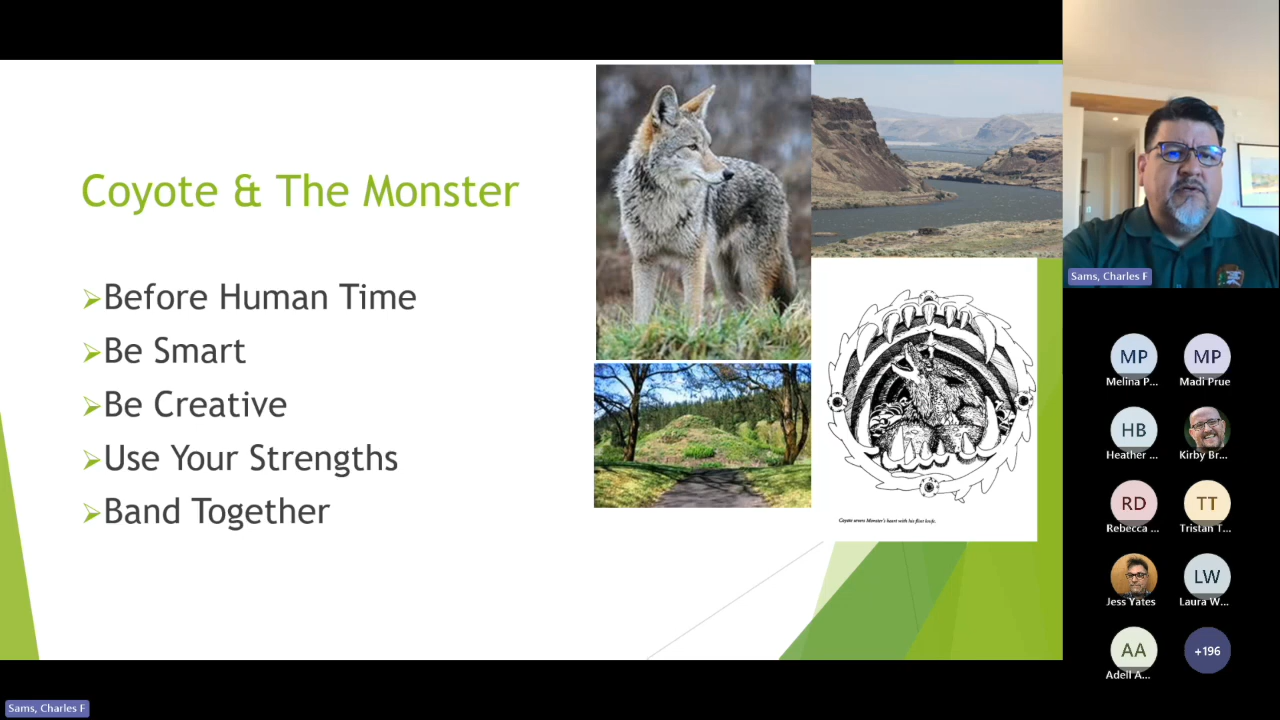 Coyote & The Monster
Before Human Time
Be Smart
Be Creative
Use Your Strengths
Band Together
Coyote severs Monster's heart with his flint knife.
Sams, Charles F
MP
MP
Melina P...
Madi Prue
HB
Heather ...
Kirby Br...
RD
TT
Rebecca ...
Tristan T...
LW
Jess Yates
Laura W...
AA
+196
Adell A...
Sams, Charles F